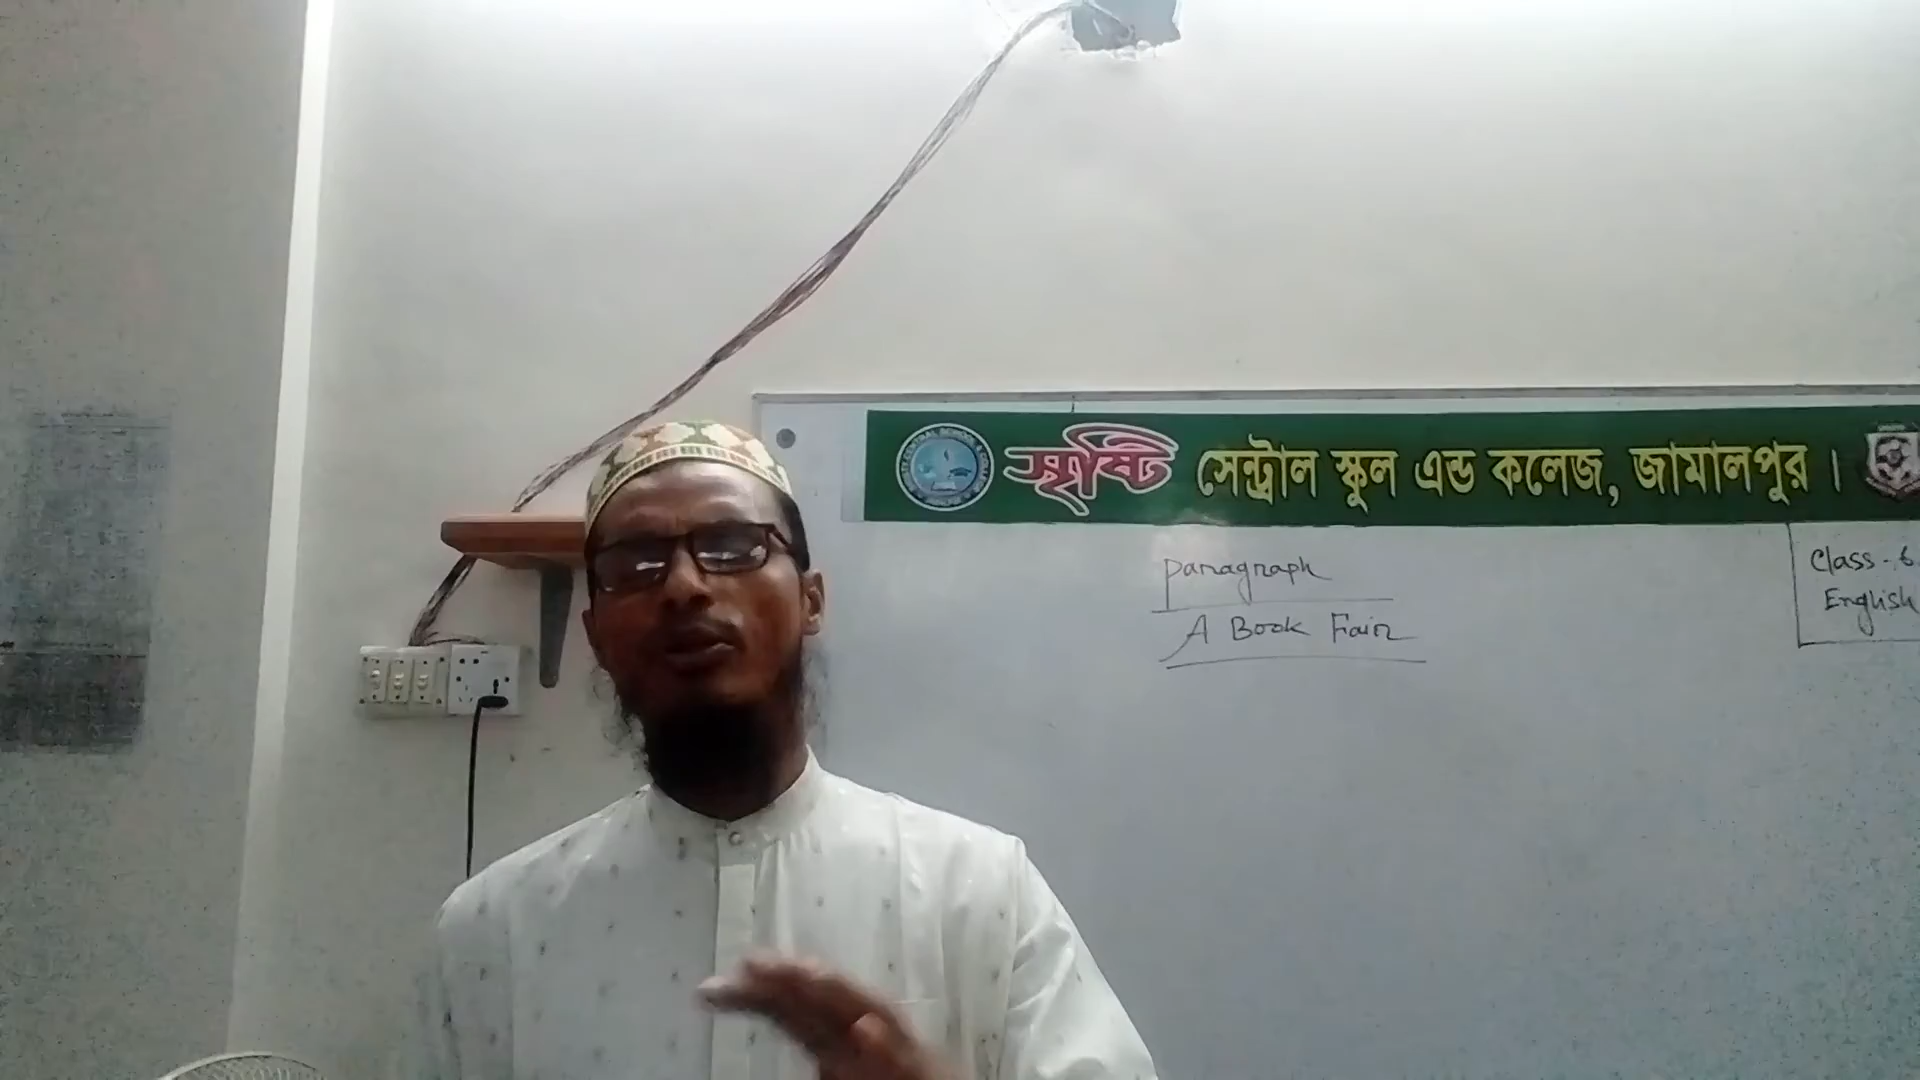 সৃষ্টি সেন্ট্রাল স্কুল এন্ড কলেজ, জামালপুর।
Paragraph
A Book Fair
Class - 6
English